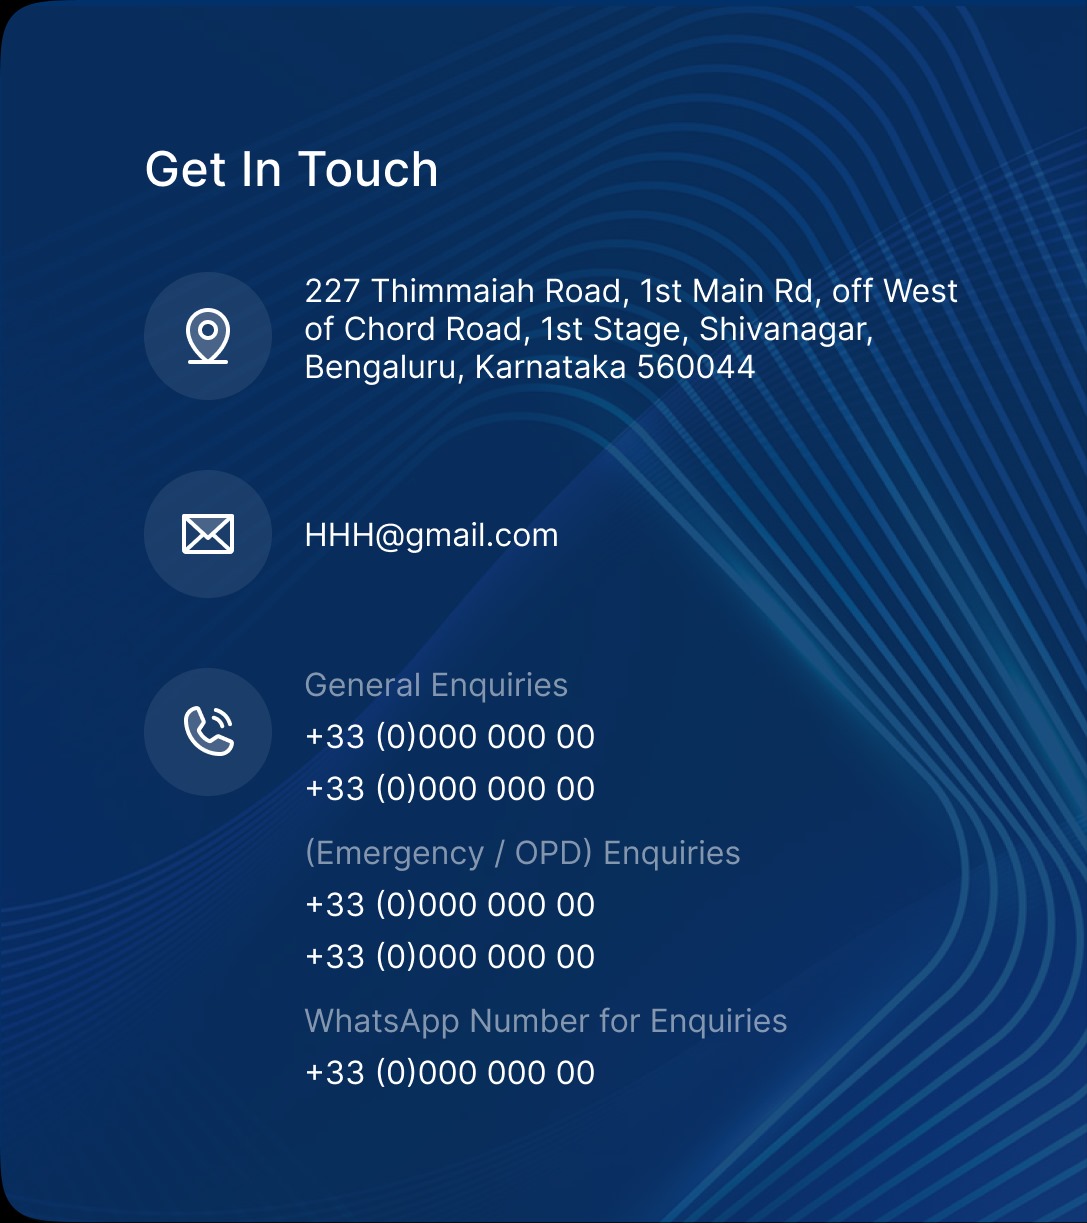 Get In Touch
227 Thimmaiah Road, 1st Main Rd, off West
of Chord Road, 1st Stage, Shivanagar,
Bengaluru, Karnataka 560044
HHH@gmail.com
General Enquiries
+33 (0)000 000 00
+33 (0)000 000 00
(Emergency / OPD) Enquiries
+33 (0)000 000 00
+33 (0)000 000 00
WhatsApp Number for Enquiries
+33 (0)000 000 00